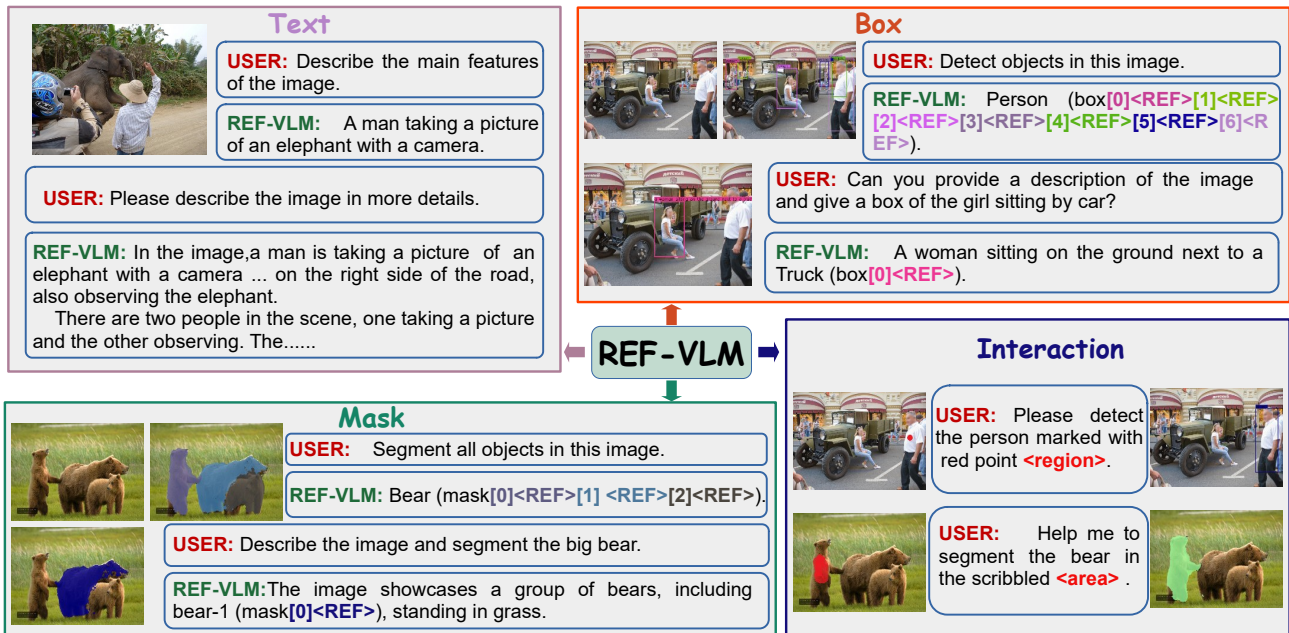 Text
USER: Describe the main features
of the image.
REF-VLM: A man taking a picture
of an elephant with a camera.
USER: Please describe the image in more details.
REF-VLM: In the image,a man is taking a picture of an
elephant with a camera ... on the right side of the road,
also observing the elephant.
There are two people in the scene, one taking a picture
and the other observing. The......
Box
USER: Detect objects in this image.
REF-VLM: Person (box[0]<REF>[1]<REF>
[2]<REF>[3]<REF>[4]<REF>[5]<REF>[6]<R
EF>).
USER: Can you provide a description of the image
and give a box of the girl sitting by car?
REF-VLM: A woman sitting on the ground next to a
Truck (box[0]<REF>).
REF-VLM
Mask
USER: Segment all objects in this image.
REF-VLM: Bear (mask[0]<REF>[1] <REF>[2]<REF>).
USER: Describe the image and segment the big bear.
REF-VLM:The image showcases a group of bears, including
bear-1 (mask[0]<REF>), standing in grass.
Interaction
USER: Please detect
the person marked with
red point <region>.
USER: Help me to
segment the bear in
the scribbled <area> .